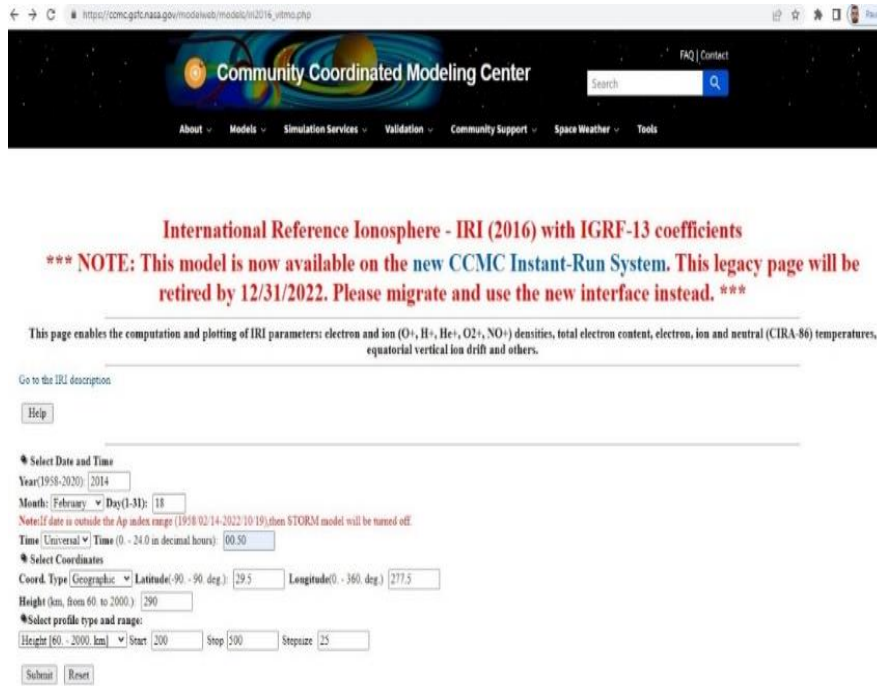 https://ccmc.gsfc.nasa.gov/modelweb/models/iri2016_vitmo.php
FAQ | Contact
Community Coordinated Modeling Center
Search
About Models Simulation Services Validation Community Support Space Weather Tools
International Reference Ionosphere - IRI (2016) with IGRF-13 coefficients
*** NOTE: This model is now available on the new CCMC Instant-Run System. This legacy page will be
retired by 12/31/2022. Please migrate and use the new interface instead. ***
This page enables the computation and plotting of IRI parameters: electron and ion (O+, H+, He+, O2+, NO+) densities, total electron content, electron, ion and neutral (CIRA-86) temperatures,
equatorial vertical ion drift and others.
Go to the IRI description
Help
Select Date and Time
Year(1958-2020): 2014
Month: February Day(1-31): 18
Note:If date is outside the Ap index range (1958/02/14-2022/10/19),then STORM model will be turned off.
Time Universal Time (0. - 24.0 in decimal hours): 00.50
Select Coordinates
Coord. Type Geographic Latitude(-90. - 90. deg.): 29.5 Longitude(0. - 360. deg.) 277.5
Height (km, from 60. to 2000.): 290
Select profile type and range:
Height [60. - 2000. km] Start 200 Stop 500 Stepsize 25
Submit Reset